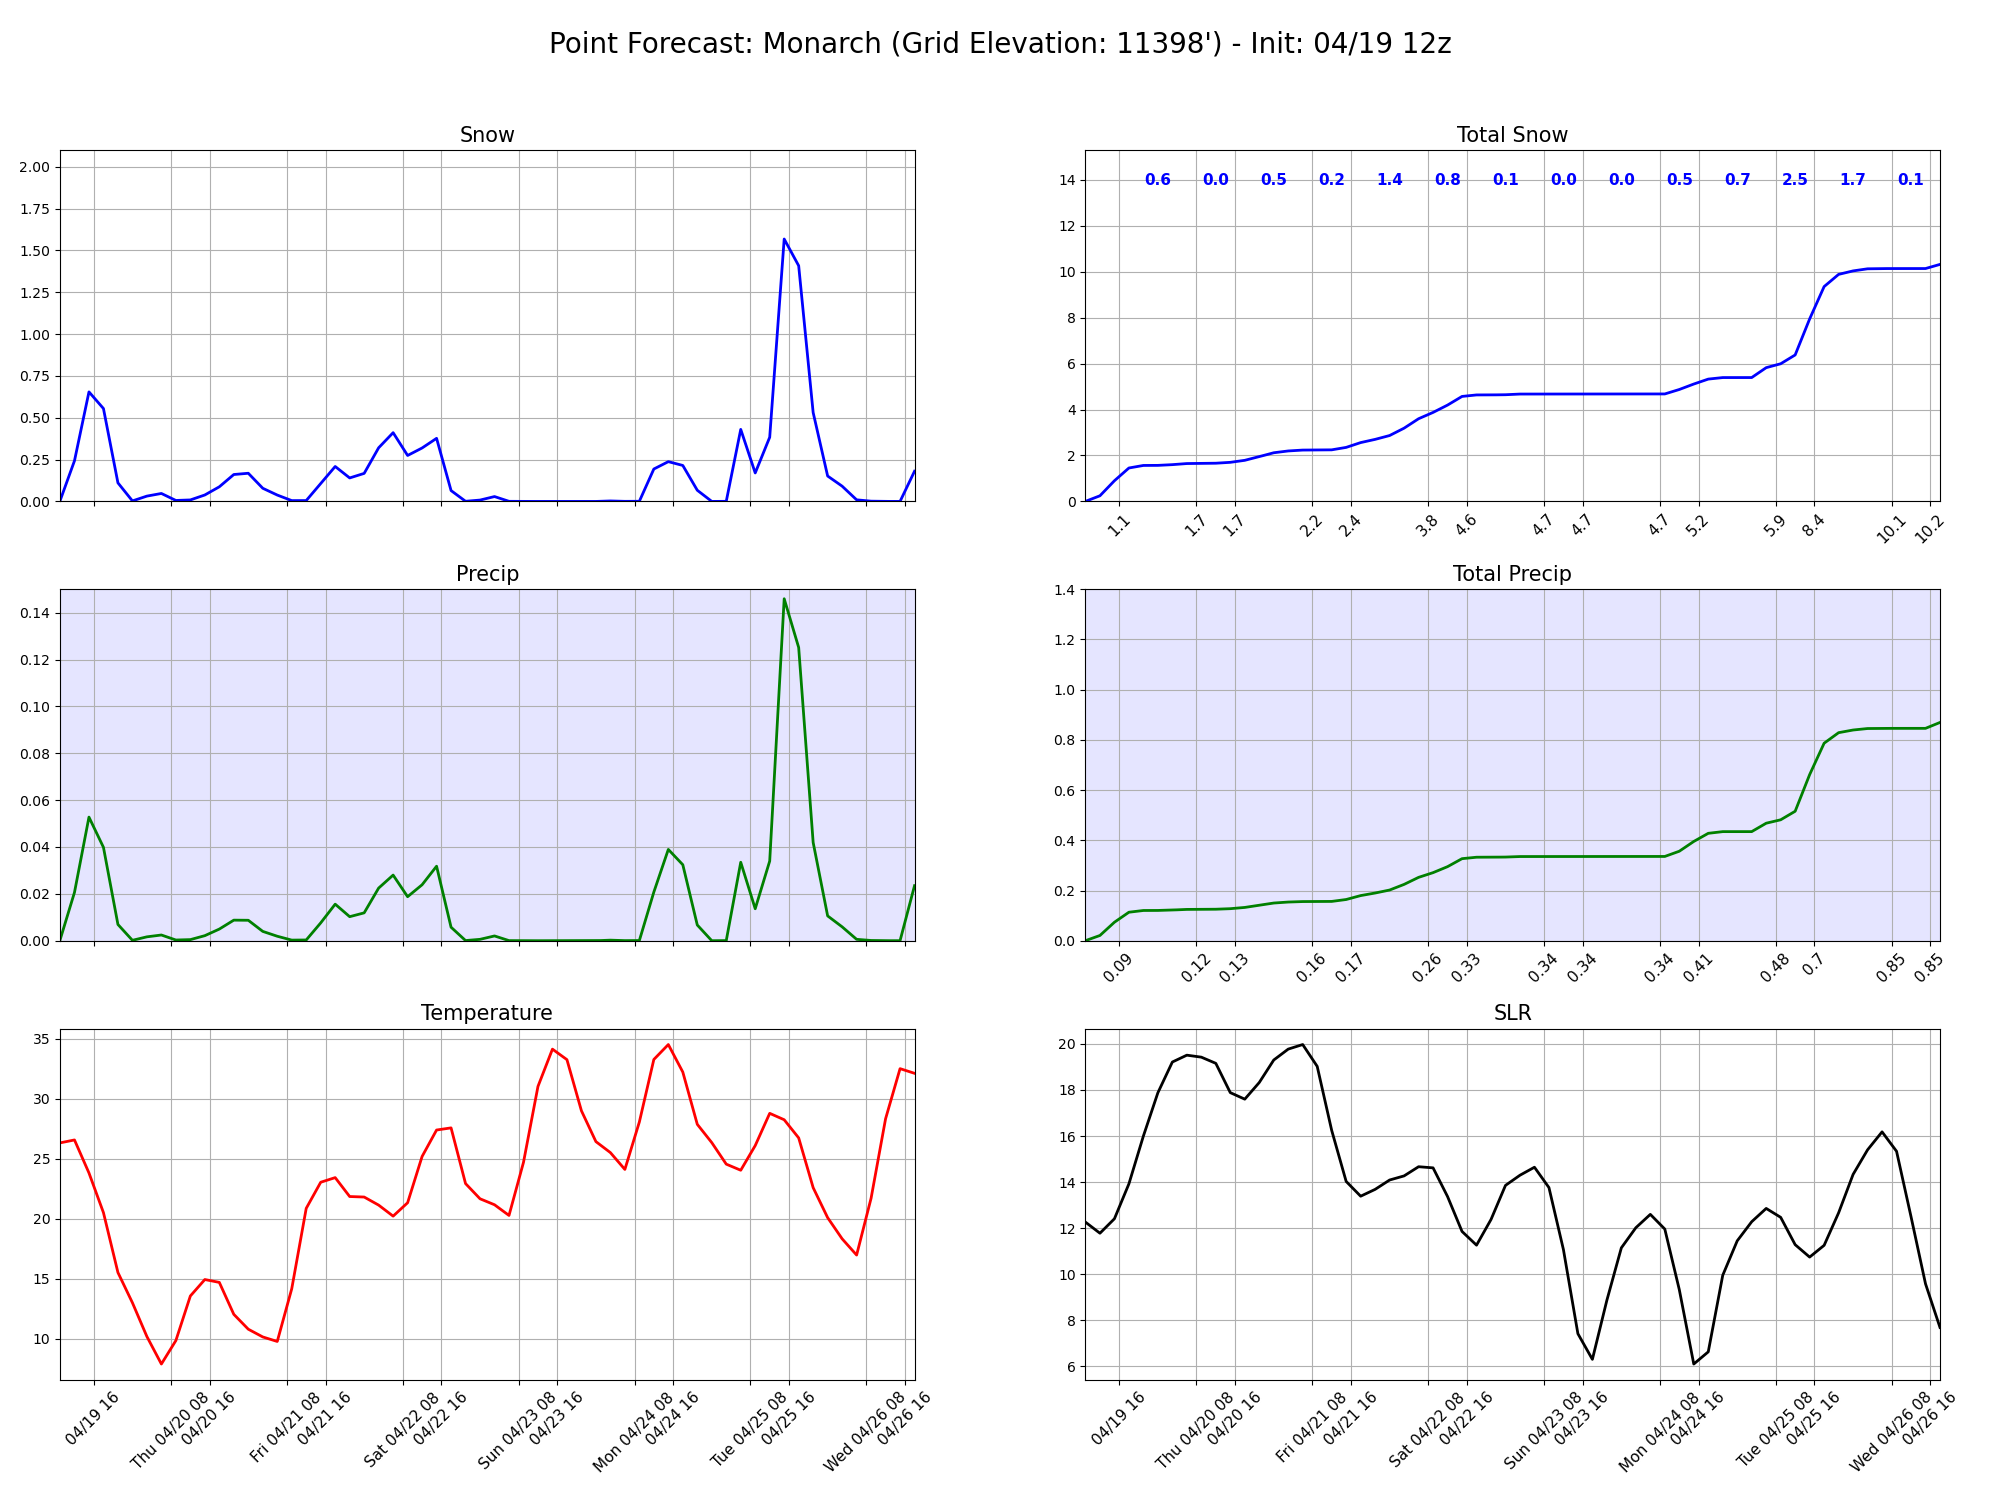 Point Forecast: Monarch (Grid Elevation: 11398') - Init: 04/19 12z
Snow
2.00
1.75
1.50
1.25
1.00
0.75
0.50
0.25
0.00
Total Snow
14
12
10
8
6
4
2
0
0.6 0.0 0.5 0.2 1.4 0.8 0.1 0.0 0.0 0.5 0.7 2.5 1.7 0.1
1.1 1.7 1.7 2.2 2.4 3.8 4.6 4.7 4.7 4.7 5.2 5.9 8.4 10.1 10.2
Precip
0.14
0.12
0.10
0.08
0.06
0.04
0.02
0.00
Total Precip
1.4
1.2
1.0
0.8
0.6
0.4
0.2
0.0
0.09 0.12 0.13 0.16 0.17 0.26 0.33 0.34 0.34 0.34 0.41 0.48 0.7 0.85 0.85
Temperature
35
30
25
20
15
10
04/19 16
Thu 04/20 08
04/20 16
Fri 04/21 08
04/21 16
Sat 04/22 08
04/22 16
Sun 04/23 08
04/23 16
Mon 04/24 08
04/24 16
Tue 04/25 08
04/25 16
Wed 04/26 08
04/26 16
SLR
20
18
16
14
12
10
8
6
04/19 16
Thu 04/20 08
04/20 16
Fri 04/21 08
04/21 16
Sat 04/22 08
04/22 16
Sun 04/23 08
04/23 16
Mon 04/24 08
04/24 16
Tue 04/25 08
04/25 16
Wed 04/26 08
04/26 16